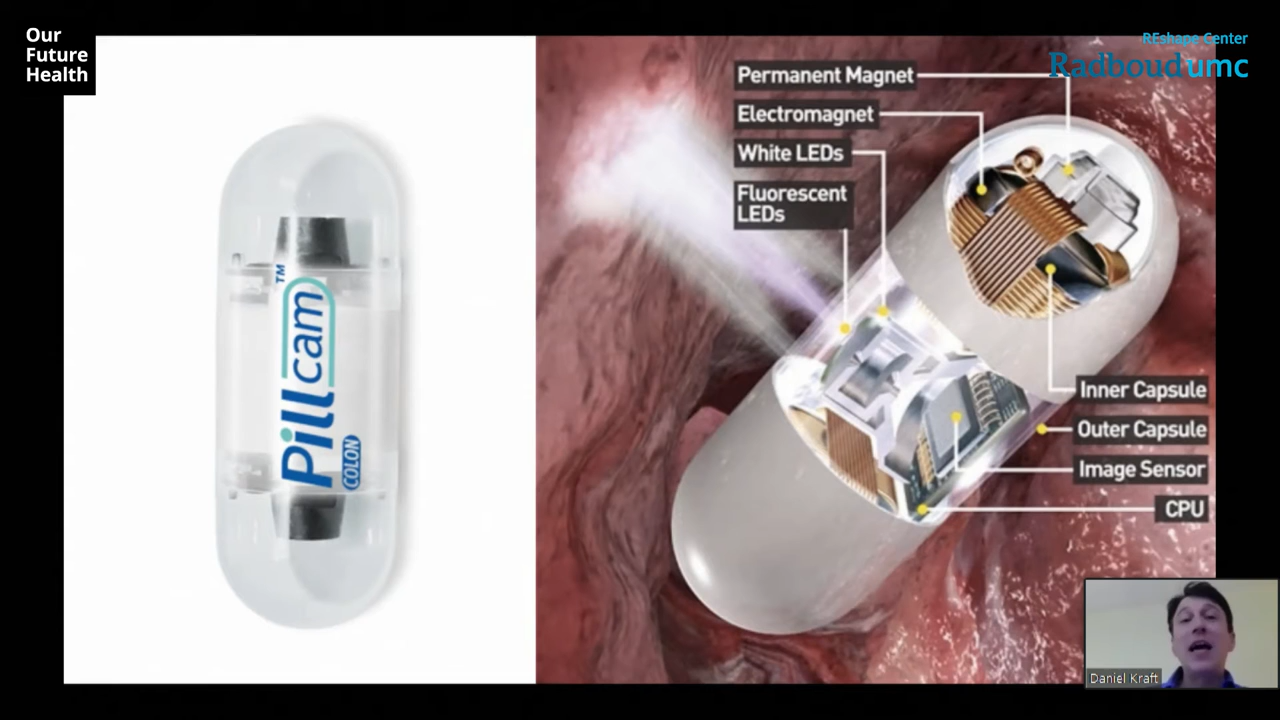 Our
Future
Health
REshape Center
Radboudumc
Pillcam™
COLON
Permanent Magnet
Electromagnet
White LEDs
Fluorescent
LEDs
Inner Capsule
Outer Capsule
Image Sensor
CPU
Daniel Kraft